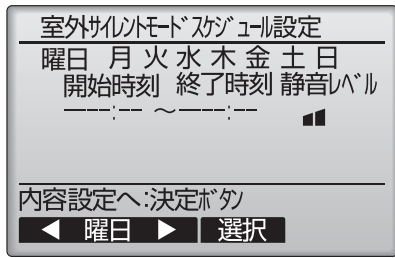 室外ｻｲﾚﾝﾄﾓｰﾄﾞｽｹｼﾞｭｰﾙ設定
曜日 月 火 水 木 金 土 日
開始時刻 終了時刻 静音ﾚﾍﾞﾙ
––:–– ～––:––
内容設定へ:決定ﾎﾞﾀﾝ
◀ 曜日 ▶ 選択